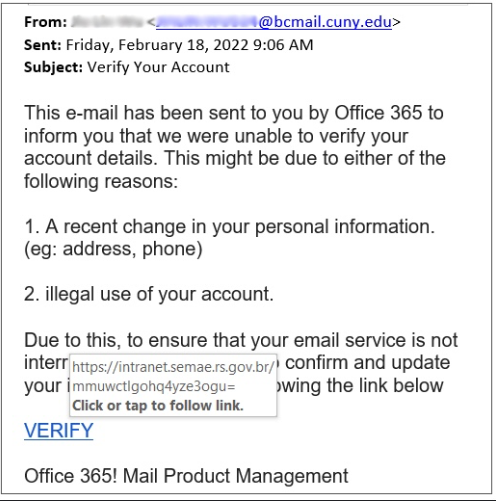 From: <@bcmail.cuny.edu>
Sent: Friday, February 18, 2022 9:06 AM
Subject: Verify Your Account
This e-mail has been sent to you by Office 365 to
inform you that we were unable to verify your
account details. This might be due to either of the
following reasons:
1. A recent change in your personal information.
(eg: address, phone)
2. illegal use of your account.
Due to this, to ensure that your email service is not
interr confirm and update
your i owing the link below
https://intranet.semae.rs.gov.br/
mmuwctlgohq4yze3ogu=
Click or tap to follow link.
VERIFY
Office 365! Mail Product Management